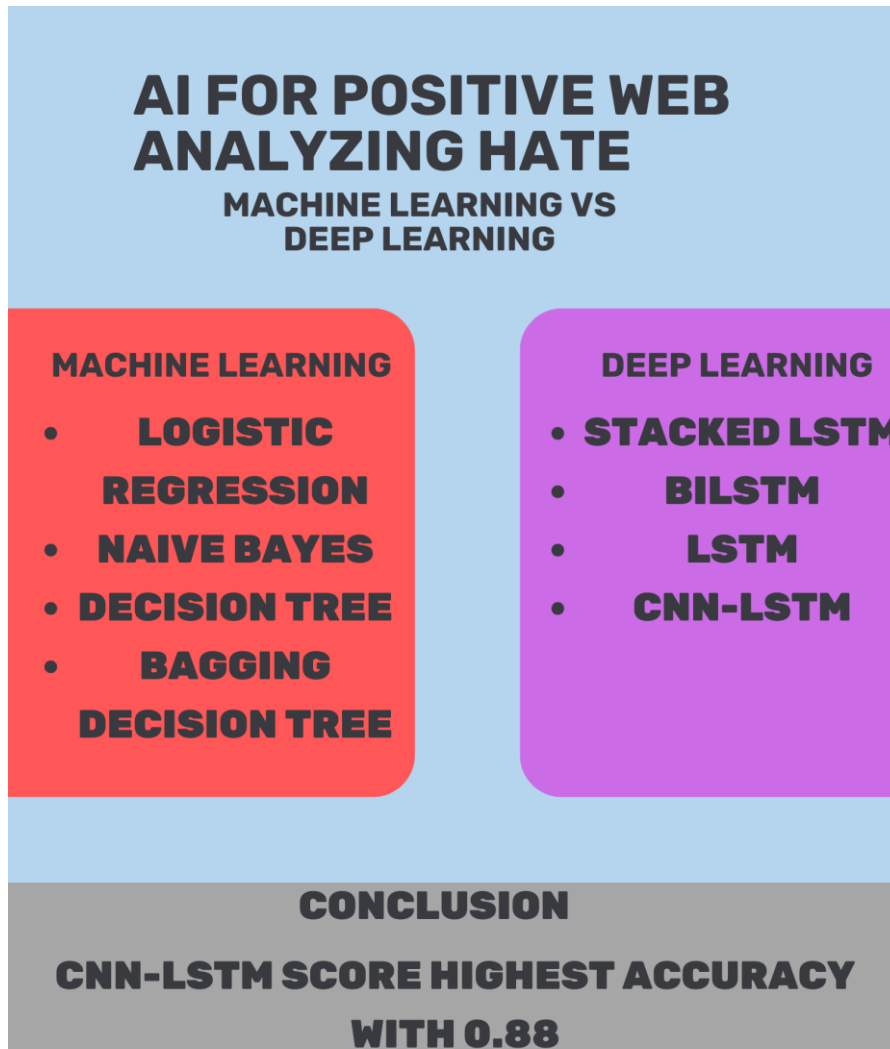 AI FOR POSITIVE WEB
ANALYZING HATE
MACHINE LEARNING VS
DEEP LEARNING
MACHINE LEARNING
• LOGISTIC
REGRESSION
• NAIVE BAYES
• DECISION TREE
• BAGGING
DECISION TREE
DEEP LEARNING
• STACKED LSTM
• BILSTM
• LSTM
• CNN-LSTM
CONCLUSION
CNN-LSTM SCORE HIGHEST ACCURACY
WITH 0.88